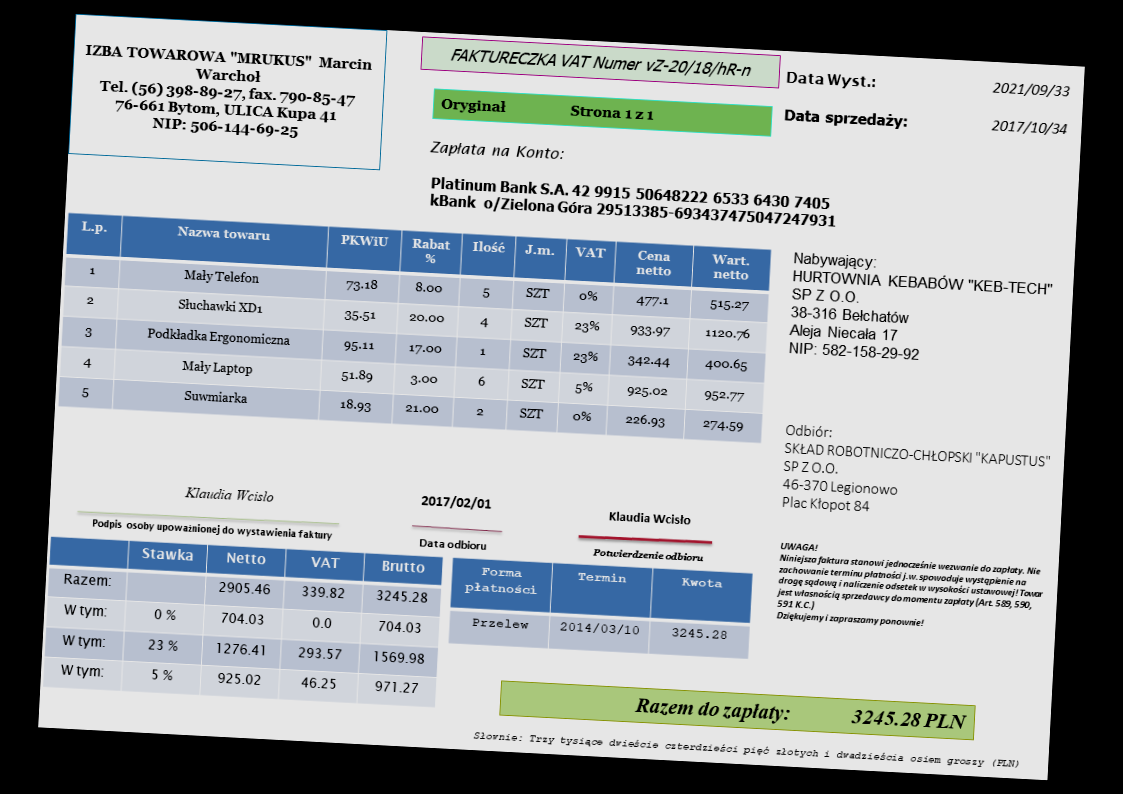 IZBA TOWAROWA "MRUKUS" Marcin
Warchoł
Tel. (56) 398-89-27, fax. 790-85-47
76-661 Bytom, ULICA Kupa 41
NIP: 506-144-69-25
FAKTURECZKA VAT Numer vZ-20/18/hR-n
Oryginał Strona 1 z 1
Data Wyst.: 2021/09/33
Data sprzedaży: 2017/10/34
Zapłata na Konto:
Platinum Bank S.A. 42 9915 50648222 6533 6430 7405
kBank o/Zielona Góra 29513385-693437475047247931
L.p. Nazwa towaru PKWiU Rabat % Ilość J.m. VAT Cena netto Wart. netto
1 Mały Telefon 73.18 8.00 5 SZT 0% 477.1 515.27
2 Słuchawki XD1 35.51 20.00 4 SZT 23% 933.97 1120.76
3 Podkładka Ergonomiczna 95.11 17.00 1 SZT 23% 342.44 400.65
4 Mały Laptop 51.89 3.00 6 SZT 5% 925.02 952.77
5 Suwmiarka 18.93 21.00 2 SZT 0% 226.93 274.59
Nabywający:
HURTOWNIA KEBABÓW "KEB-TECH"
SP Z O.O.
38-316 Bełchatów
Aleja Niecała 17
NIP: 582-158-29-92
Odbiór:
SKŁAD ROBOTNICZO-CHŁOPSKI "KAPUSTUS"
SP Z O.O.
46-370 Legionowo
Plac Kłopot 84
Klaudia Wcisło
Podpis osoby upoważnionej do wystawienia faktury
2017/02/01
Data odbioru
Klaudia Wcisło
Potwierdzenie odbioru
UWAGA!
Niniejsza faktura stanowi jednocześnie wezwanie do zapłaty. Nie
zachowanie terminu płatności j.w. spowoduje wystąpienie na
drogę sądową i naliczenie odsetek w wysokości ustawowej! Towar
jest własnością sprzedawcy do momentu zapłaty (Art. 589, 590,
591 K.C.)
Dziękujemy i zapraszamy ponownie!
Stawka Netto VAT Brutto
Razem: 2905.46 339.82 3245.28
W tym: 0 % 704.03 0.0 704.03
W tym: 23 % 1276.41 293.57 1569.98
W tym: 5 % 925.02 46.25 971.27
Forma płatności Termin Kwota
Przelew 2014/03/10 3245.28
Razem do zapłaty: 3245.28 PLN
Słownie: Trzy tysiące dwieście czterdzieści pięć złotych i dwadzieścia osiem groszy (PLN)